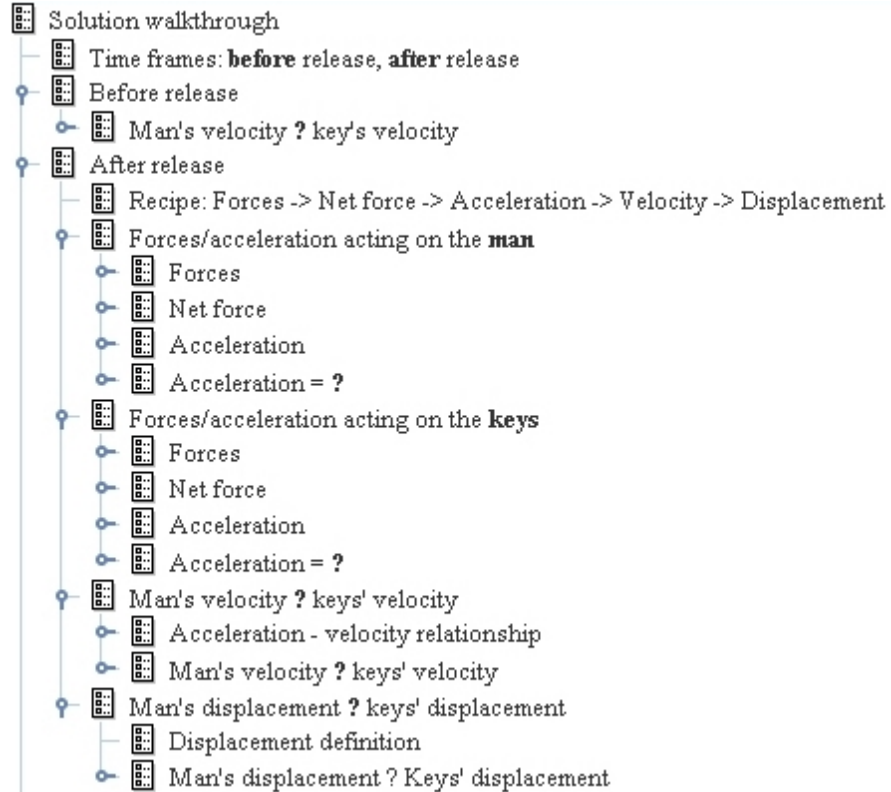 Solution walkthrough
Time frames: before release, after release
Before release
Man's velocity ? key's velocity
After release
Recipe: Forces -> Net force -> Acceleration -> Velocity -> Displacement
Forces/acceleration acting on the man
Forces
Net force
Acceleration
Acceleration = ?
Forces/acceleration acting on the keys
Forces
Net force
Acceleration
Acceleration = ?
Man's velocity ? keys' velocity
Acceleration - velocity relationship
Man's velocity ? keys' velocity
Man's displacement ? keys' displacement
Displacement definition
Man's displacement ? Keys' displacement